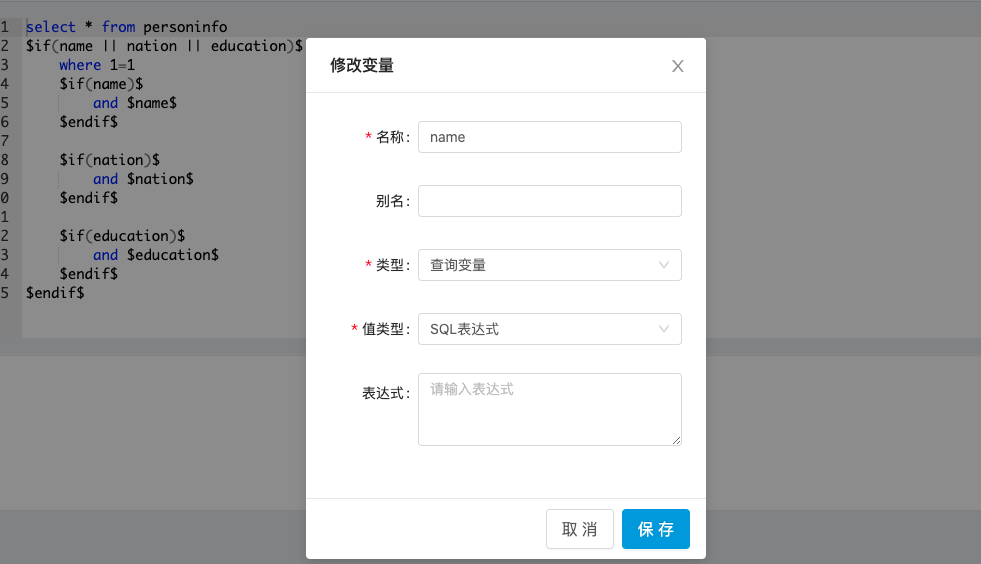 1 select * from personinfo
2 $if(name || nation || education)$
3 where 1=1
4 $if(name)$
5 and $name$
6 $endif$
7
8 $if(nation)$
9 and $nation$
0 $endif$
1
2 $if(education)$
3 and $education$
4 $endif$
5 $endif$
修改变量
* 名称: name
别名:
* 类型: 查询变量
* 值类型: SQL表达式
表达式: 请输入表达式
取 消 保 存